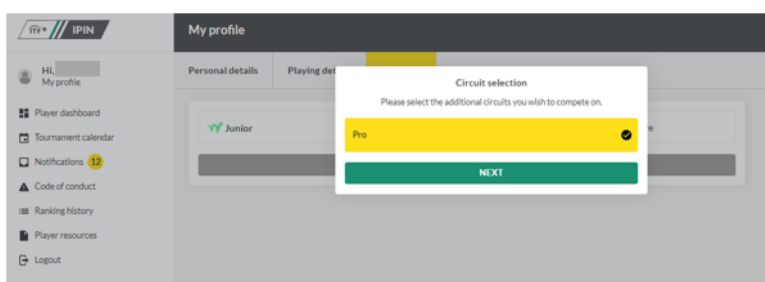 ITF IPIN
My profile
Hi,
My profile
Personal details
Playing det
Circuit selection
Please select the additional circuits you wish to compete on.
Player dashboard
Junior
Pro
Tournament calendar
NEXT
Notifications 12
Code of conduct
Ranking history
Player resources
Logout